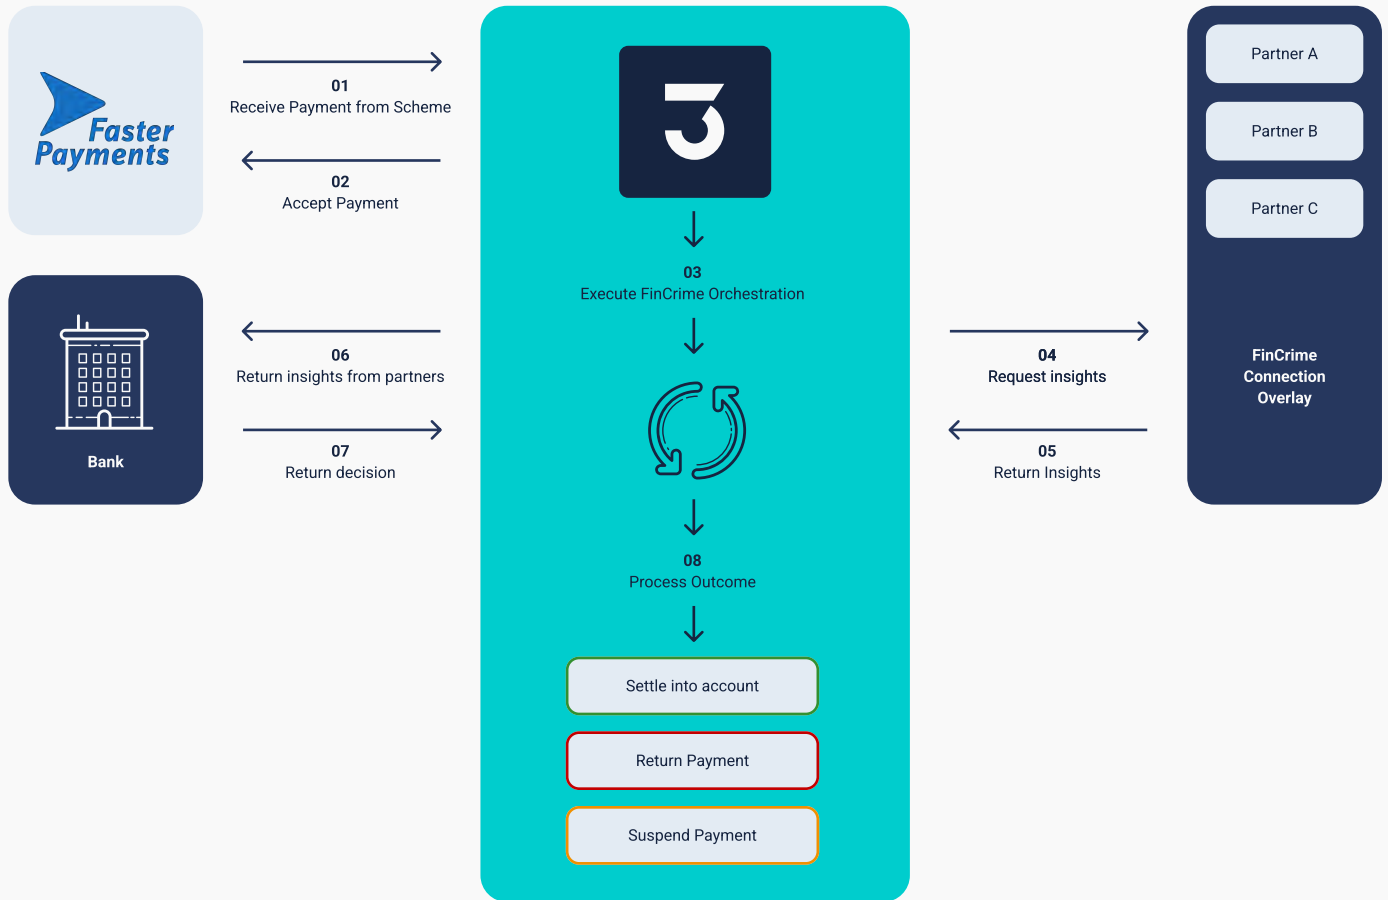 Faster
Payments
01
Receive Payment from Scheme
02
Accept Payment
Bank
06
Return insights from partners
07
Return decision
3
03
Execute FinCrime Orchestration
08
Process Outcome
Settle into account
Return Payment
Suspend Payment
04
Request insights
05
Return Insights
Partner A
Partner B
Partner C
FinCrime
Connection
Overlay